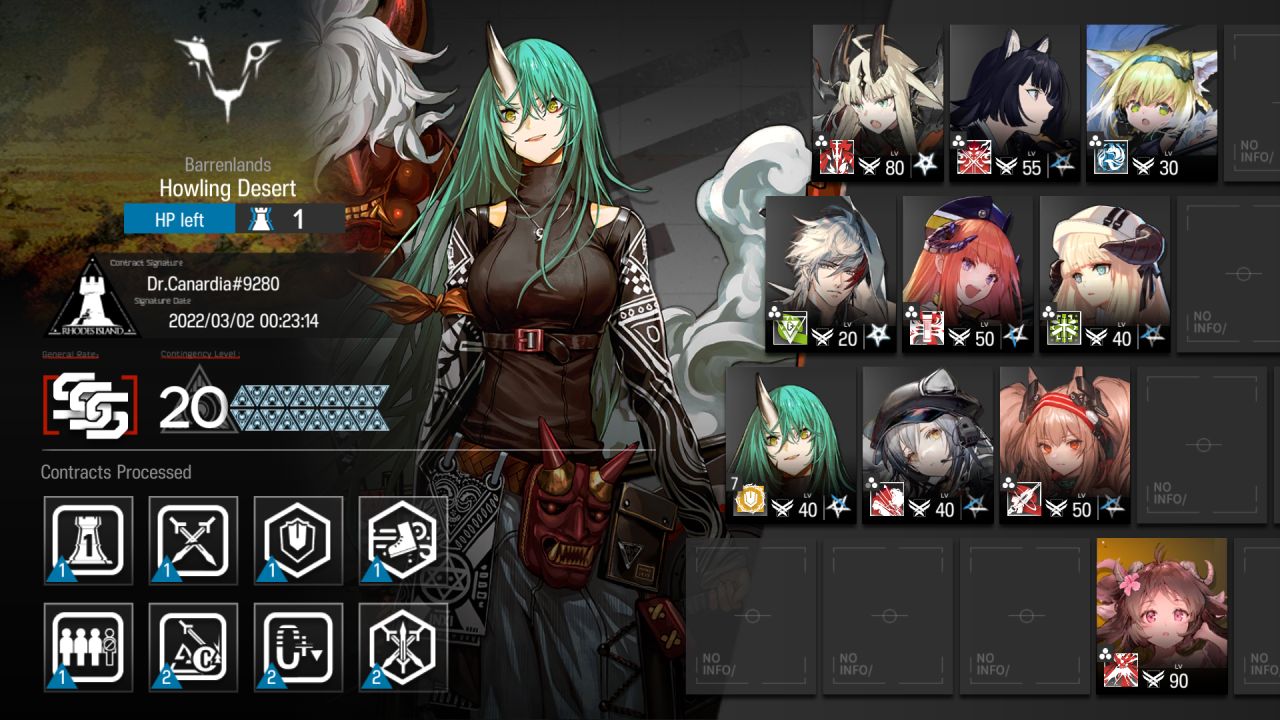 Barrenlands
Howling Desert
HP left 1
Contract Signature
Dr.Canardia#9280
Signature Date
2022/03/02 00:23:14
RHODES ISLAND
General Rate:
Contingency Level:
20
Contracts Processed
1
1 1 1 1
1 2 2 2
LV 80
LV 55
LV 30
NO INFO/
LV 20
LV 50
LV 40
NO INFO/
7
LV 40
LV 40
LV 50
NO INFO/
NO INFO/
NO INFO/
NO INFO/
LV 90
NO INFO/